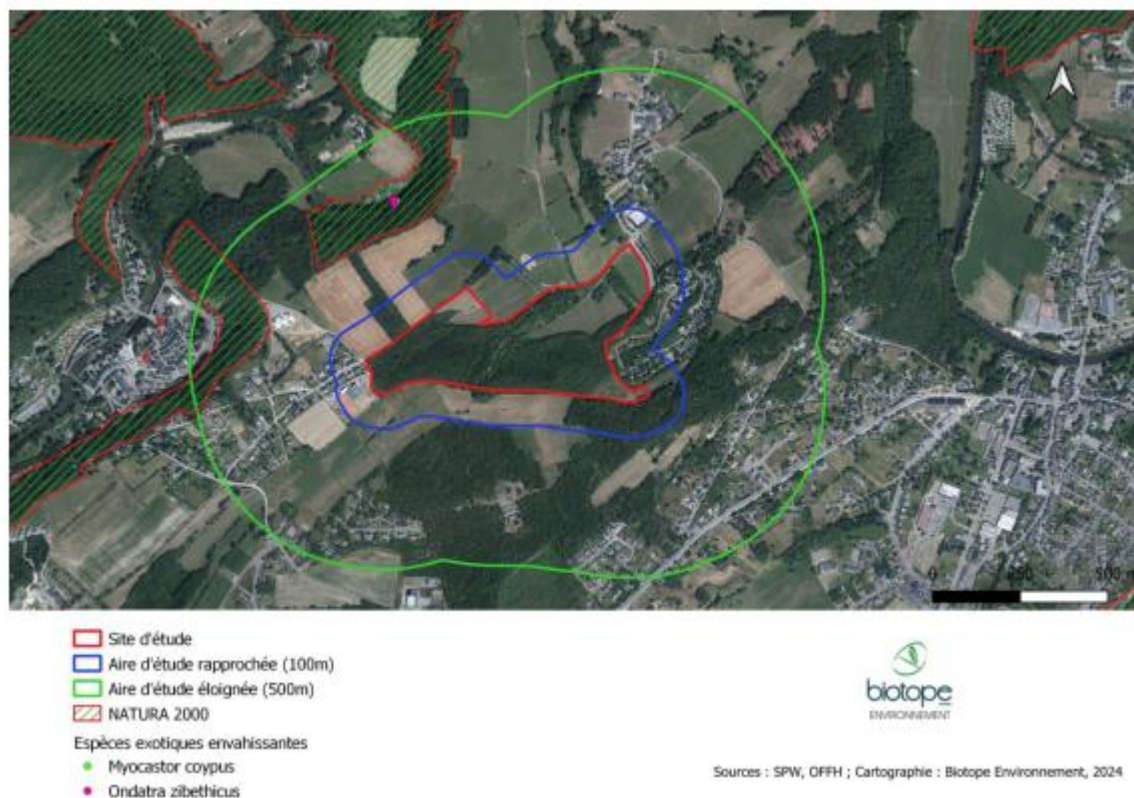 0 250 500 m
Site d'étude
Aire d'étude rapprochée (100m)
Aire d'étude éloignée (500m)
NATURA 2000
Espèces exotiques envahissantes
Myocastor coypus
Ondatra zibethicus
biotope
ENVIRONNEMENT
Sources : SPW, OFFH ; Cartographie : Biotope Environnement, 2024